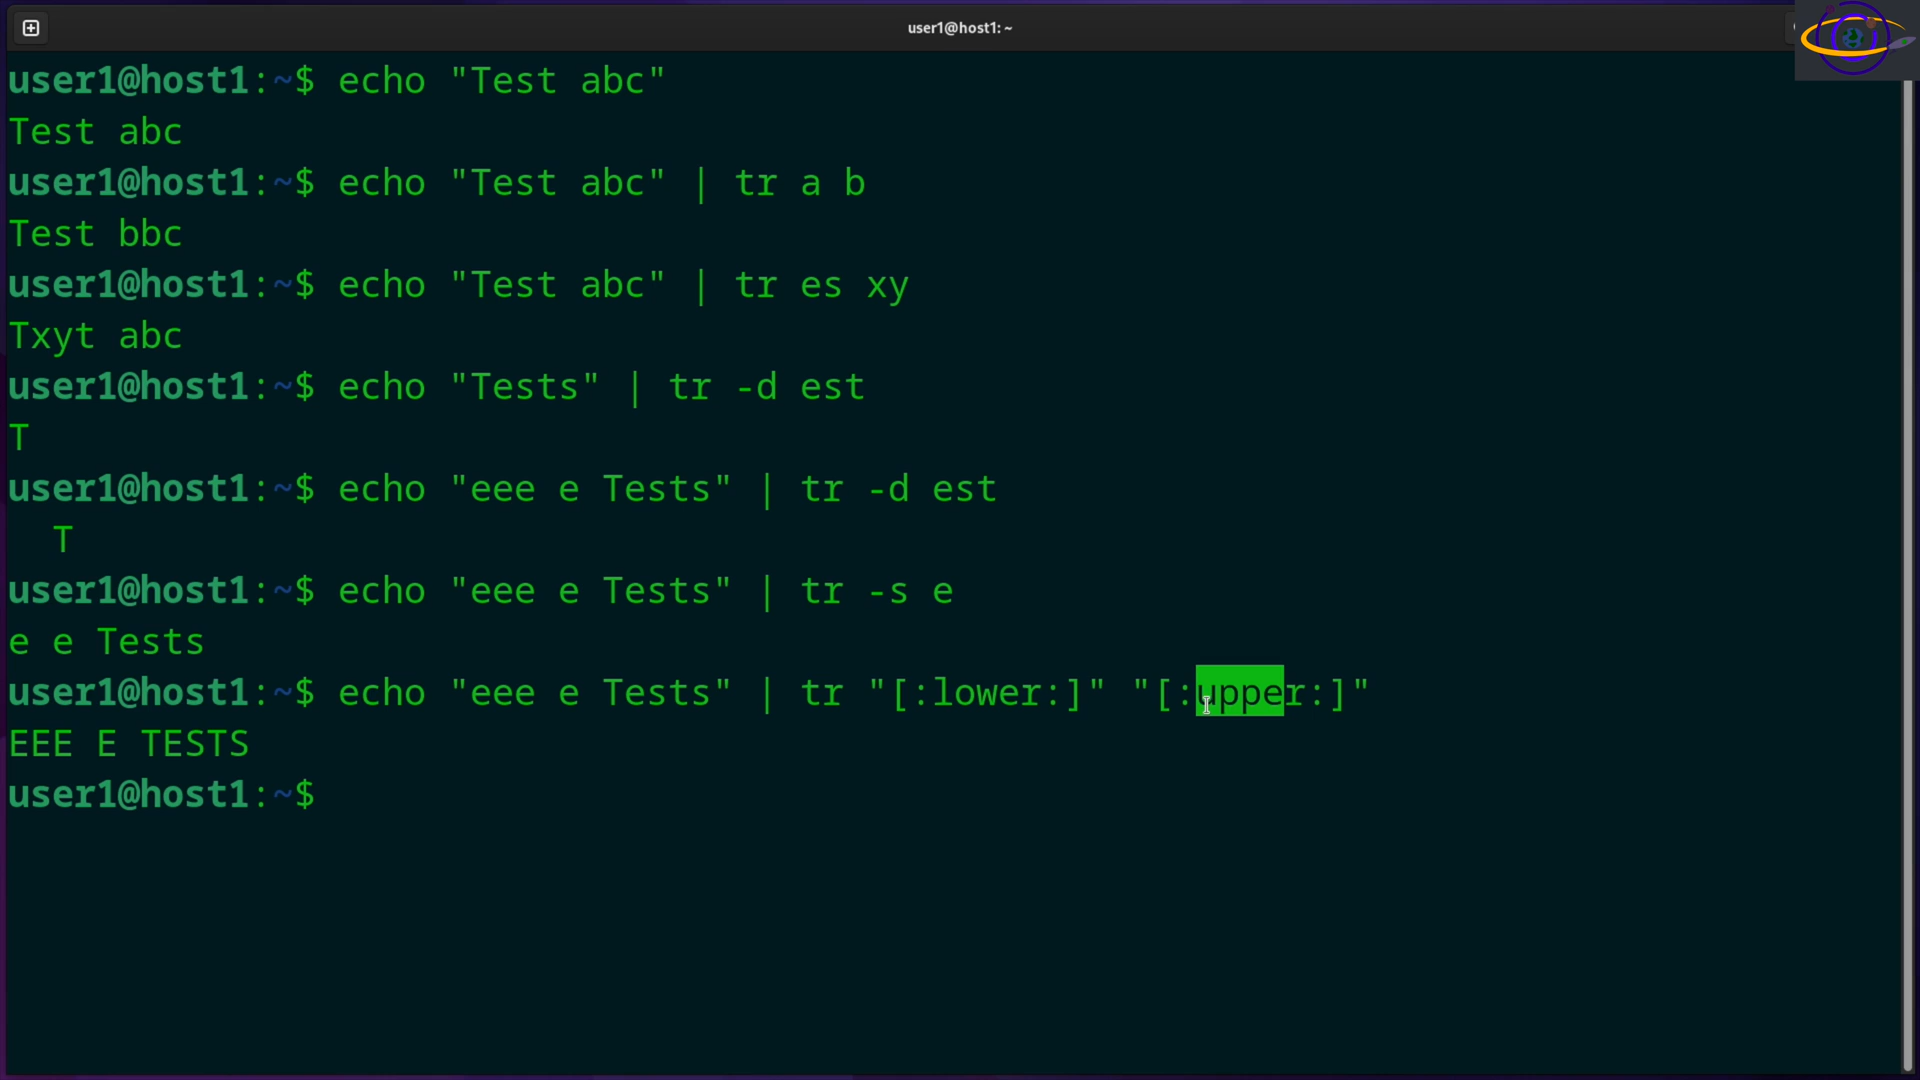 user1@host1: ~
user1@host1:~$ echo "Test abc"
Test abc
user1@host1:~$ echo "Test abc" | tr a b
Test bbc
user1@host1:~$ echo "Test abc" | tr es xy
Txyt abc
user1@host1:~$ echo "Tests" | tr -d est
T
user1@host1:~$ echo "eee e Tests" | tr -d est
  T
user1@host1:~$ echo "eee e Tests" | tr -s e
e e Tests
user1@host1:~$ echo "eee e Tests" | tr "[:lower:]" "[:upper:]"
EEE E TESTS
user1@host1:~$